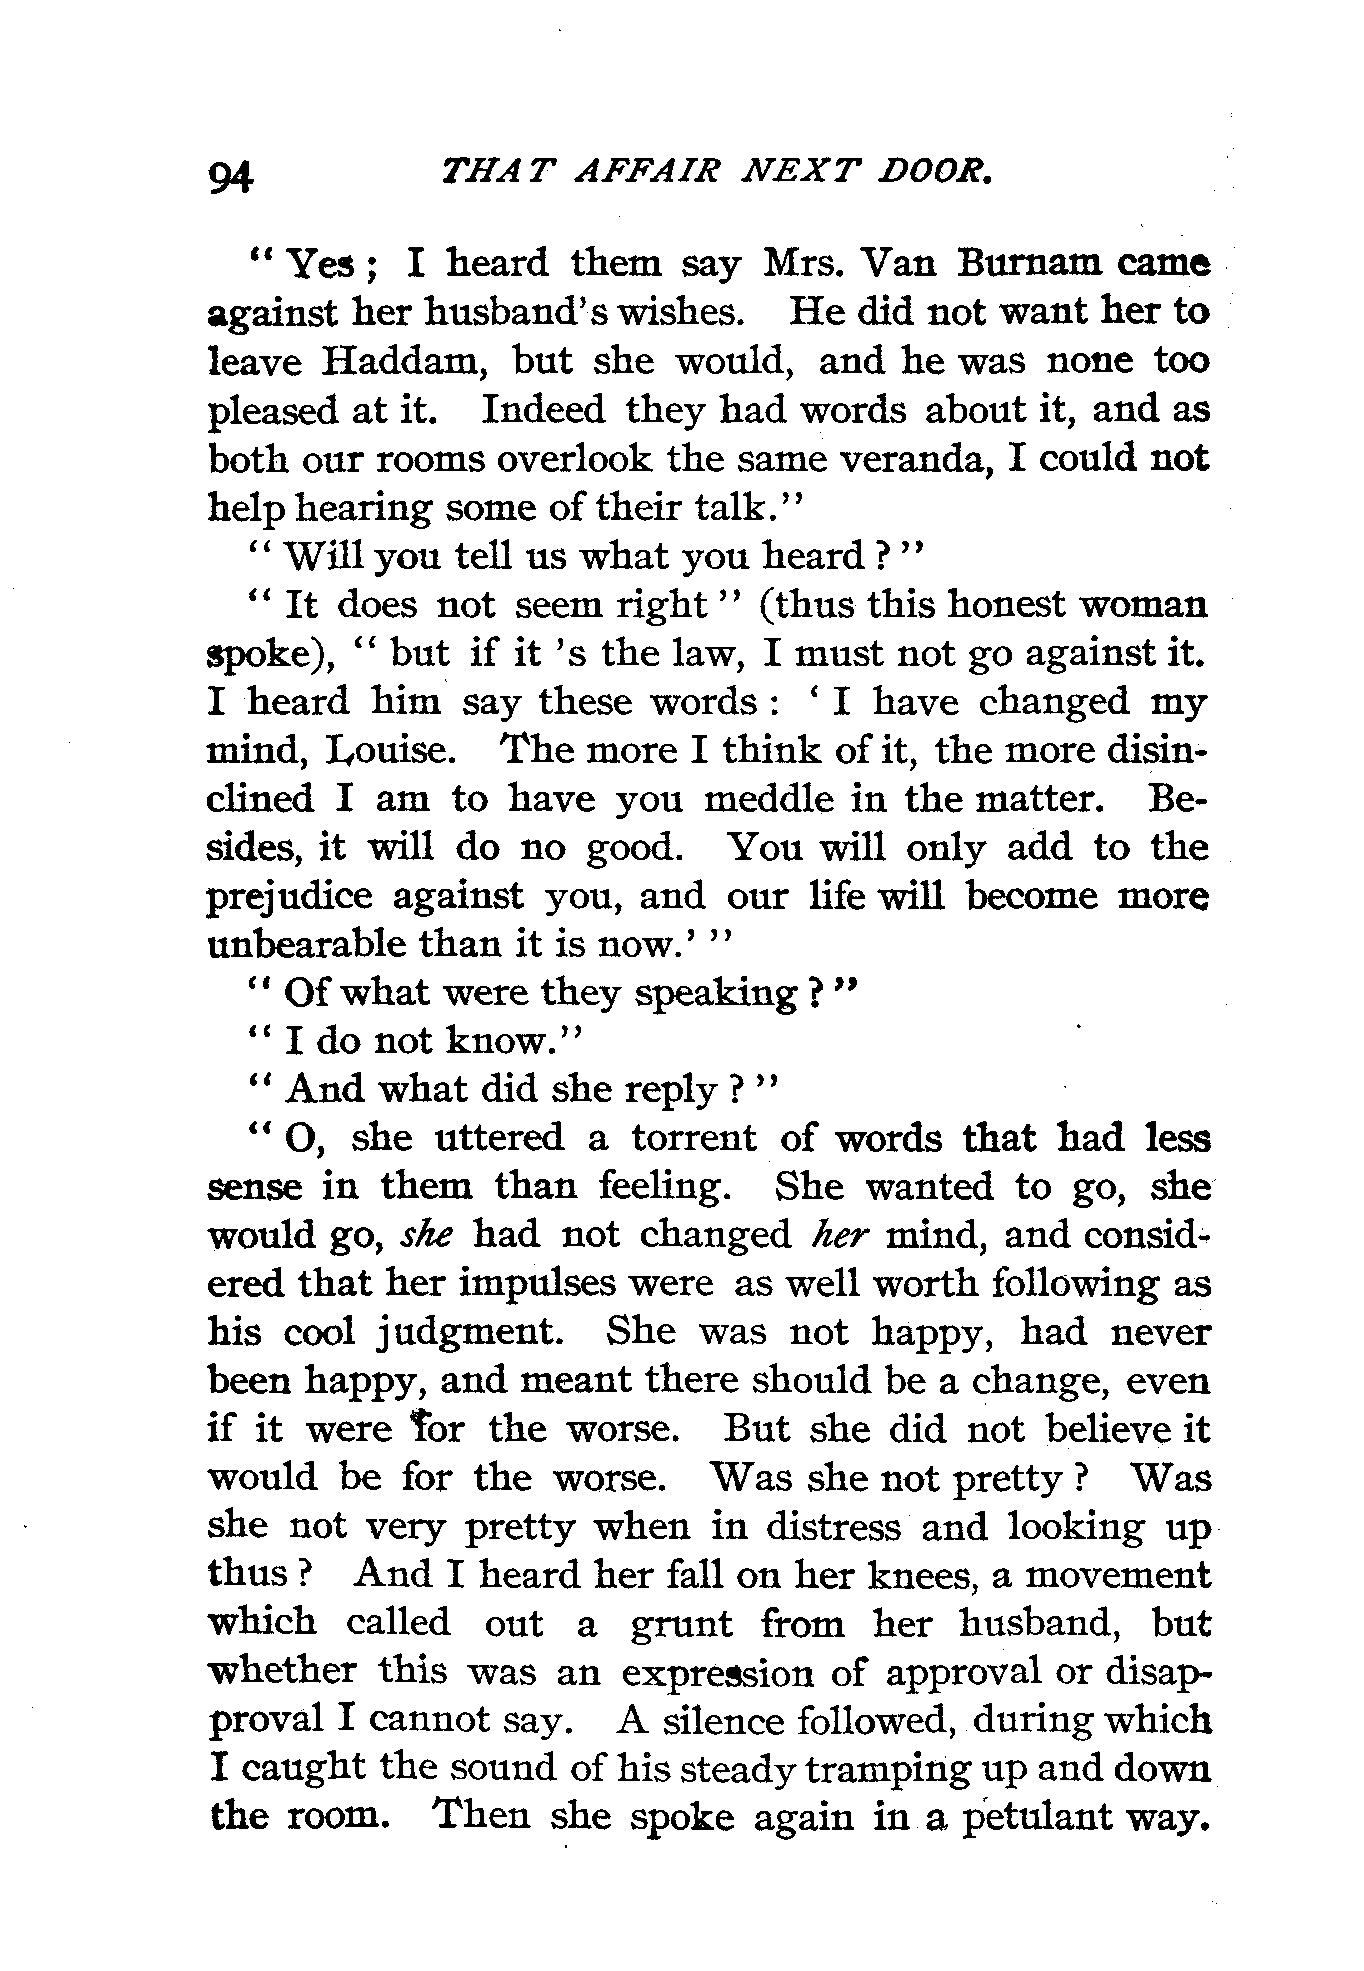 94 THAT AFFAIR NEXT DOOR.
" Yes ; I heard them say Mrs. Van Burnam came
against her husband's wishes. He did not want her to
leave Haddam, but she would, and he was none too
pleased at it. Indeed they had words about it, and as
both our rooms overlook the same veranda, I could not
help hearing some of their talk."
" Will you tell us what you heard ? "
" It does not seem right " (thus this honest woman
spoke), " but if it 's the law, I must not go against it.
I heard him say these words : ' I have changed my
mind, Louise. The more I think of it, the more disin-
clined I am to have you meddle in the matter. Be-
sides, it will do no good. You will only add to the
prejudice against you, and our life will become more
unbearable than it is now.' "
" Of what were they speaking ? "
" I do not know."
" And what did she reply ? "
" O, she uttered a torrent of words that had less
sense in them than feeling. She wanted to go, she
would go, she had not changed her mind, and consid-
ered that her impulses were as well worth following as
his cool judgment. She was not happy, had never
been happy, and meant there should be a change, even
if it were for the worse. But she did not believe it
would be for the worse. Was she not pretty ? Was
she not very pretty when in distress and looking up
thus ? And I heard her fall on her knees, a movement
which called out a grunt from her husband, but
whether this was an expression of approval or disap-
proval I cannot say. A silence followed, during which
I caught the sound of his steady tramping up and down
the room. Then she spoke again in a petulant way.